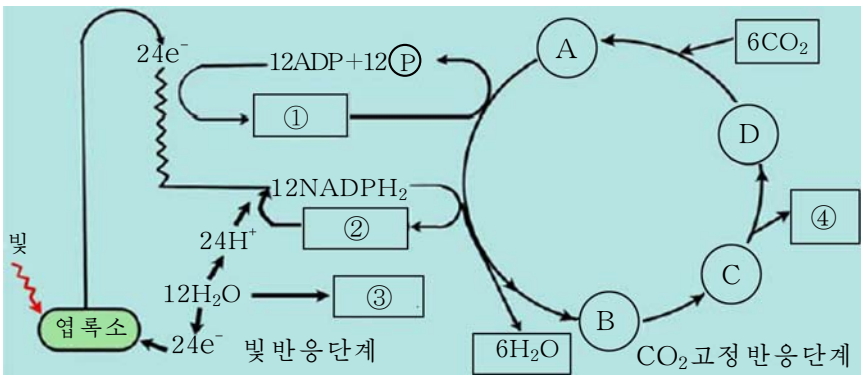 24e⁻
12ADP+12Ⓟ
①
A
6CO₂
D
12NADPH₂
②
④
24H⁺
빛
12H₂O
③
C
엽록소
24e⁻
빛반응단계
B
6H₂O
CO₂고정반응단계